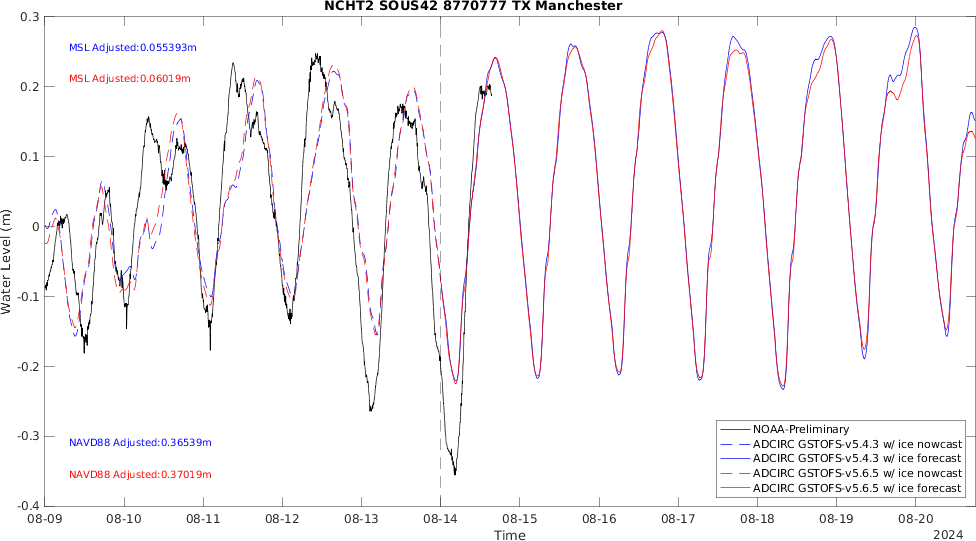 NCHT2 SOUS42 8770777 TX Manchester
Water Level (m)
0.3
0.2
0.1
0
-0.1
-0.2
-0.3
-0.4
MSL Adjusted:0.055393m
MSL Adjusted:0.06019m
NAVD88 Adjusted:0.36539m
NAVD88 Adjusted:0.37019m
NOAA-Preliminary
ADCIRC GSTOFS-v5.4.3 w/ ice nowcast
ADCIRC GSTOFS-v5.4.3 w/ ice forecast
ADCIRC GSTOFS-v5.6.5 w/ ice nowcast
ADCIRC GSTOFS-v5.6.5 w/ ice forecast
08-09 08-10 08-11 08-12 08-13 08-14 08-15 08-16 08-17 08-18 08-19 08-20
Time
2024